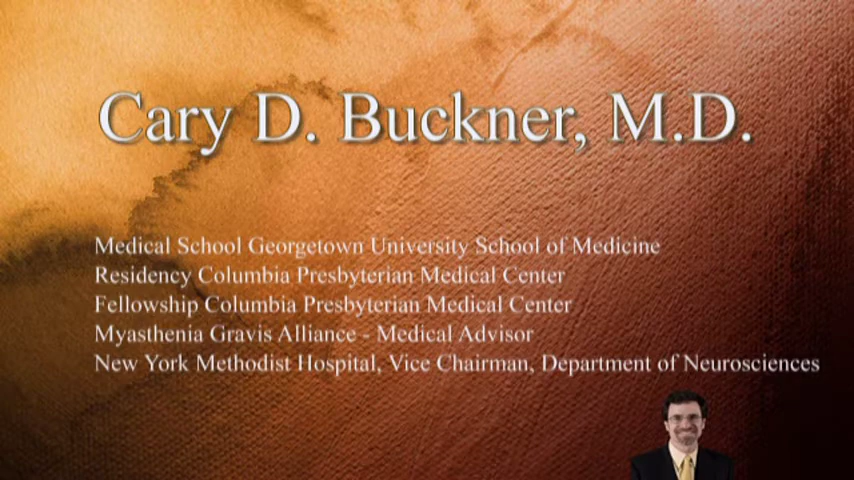 Cary D. Buckner, M.D.
Medical School Georgetown University School of Medicine
Residency Columbia Presbyterian Medical Center
Fellowship Columbia Presbyterian Medical Center
Myasthenia Gravis Alliance - Medical Advisor
New York Methodist Hospital, Vice Chairman, Department of Neurosciences